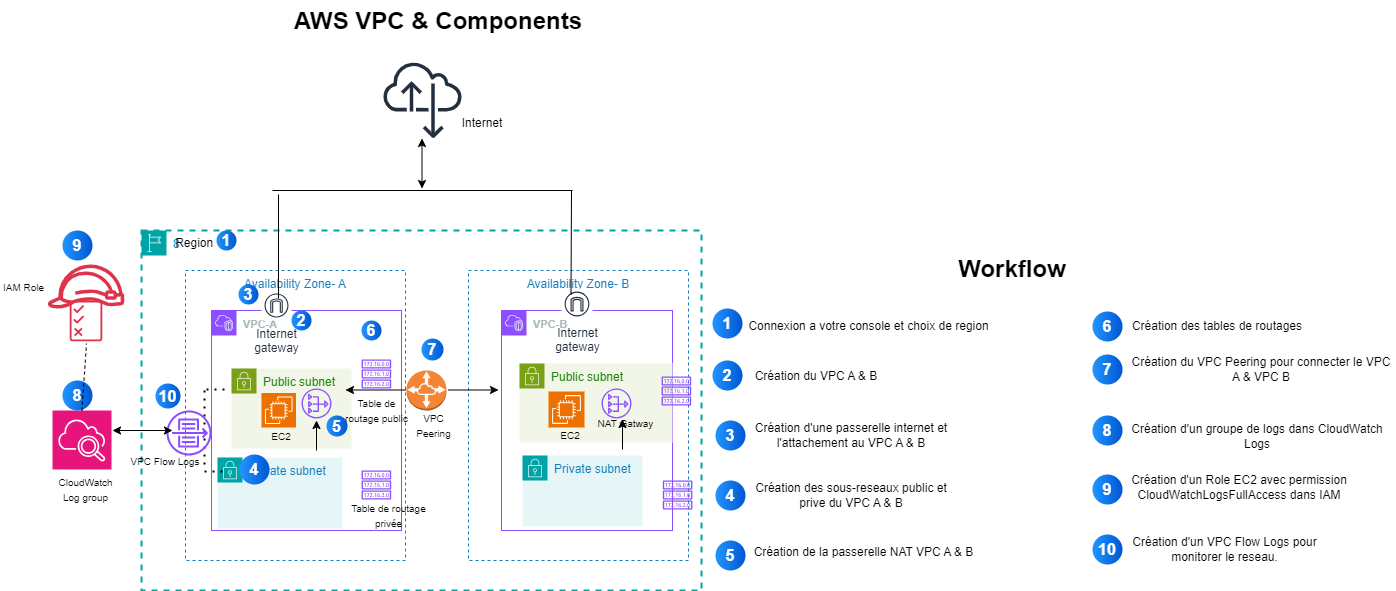 AWS VPC & Components
Internet
9
IAM Role
8
CloudWatch
Log group
10
VPC Flow Logs
Region
1
Availability Zone- A
3
VPC-A
2
Internet
gateway
6
Public subnet
172.16.0.0
172.16.1.0
172.16.2.0
EC2
5
Table de
routage public
4
ate subnet
172.16.0.0
172.16.1.0
172.16.2.0
Table de routage
privée
7
VPC
Peering
Availability Zone- B
VPC-B
Internet
gateway
Public subnet
172.16.0.0
172.16.1.0
172.16.2.0
EC2
NAT Gatway
Private subnet
172.16.0.0
172.16.1.0
172.16.2.0
Workflow
1
Connexion a votre console et choix de region
2
Création du VPC A & B
3
Création d'une passerelle internet et
l'attachement au VPC A & B
4
Création des sous-reseaux public et
prive du VPC A & B
5
Création de la passerelle NAT VPC A & B
6
Création des tables de routages
7
Création du VPC Peering pour connecter le VPC
A & VPC B
8
Création d'un groupe de logs dans CloudWatch
Logs
9
Création d'un Role EC2 avec permission
CloudWatchLogsFullAccess dans IAM
10
Création d'un VPC Flow Logs pour
monitorer le reseau.